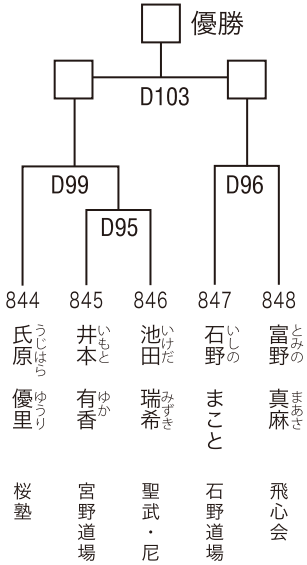 優勝
D103
D99
D96
D95
844
845
846
847
848
氏原 優里
うじはら ゆうり
桜塾
井本 有香
いもと ゆか
宮野道場
池田 瑞希
いけだ みずき
聖武・尼
石野 まこと
いしの
石野道場
富野 真麻
とみの まあさ
飛心会